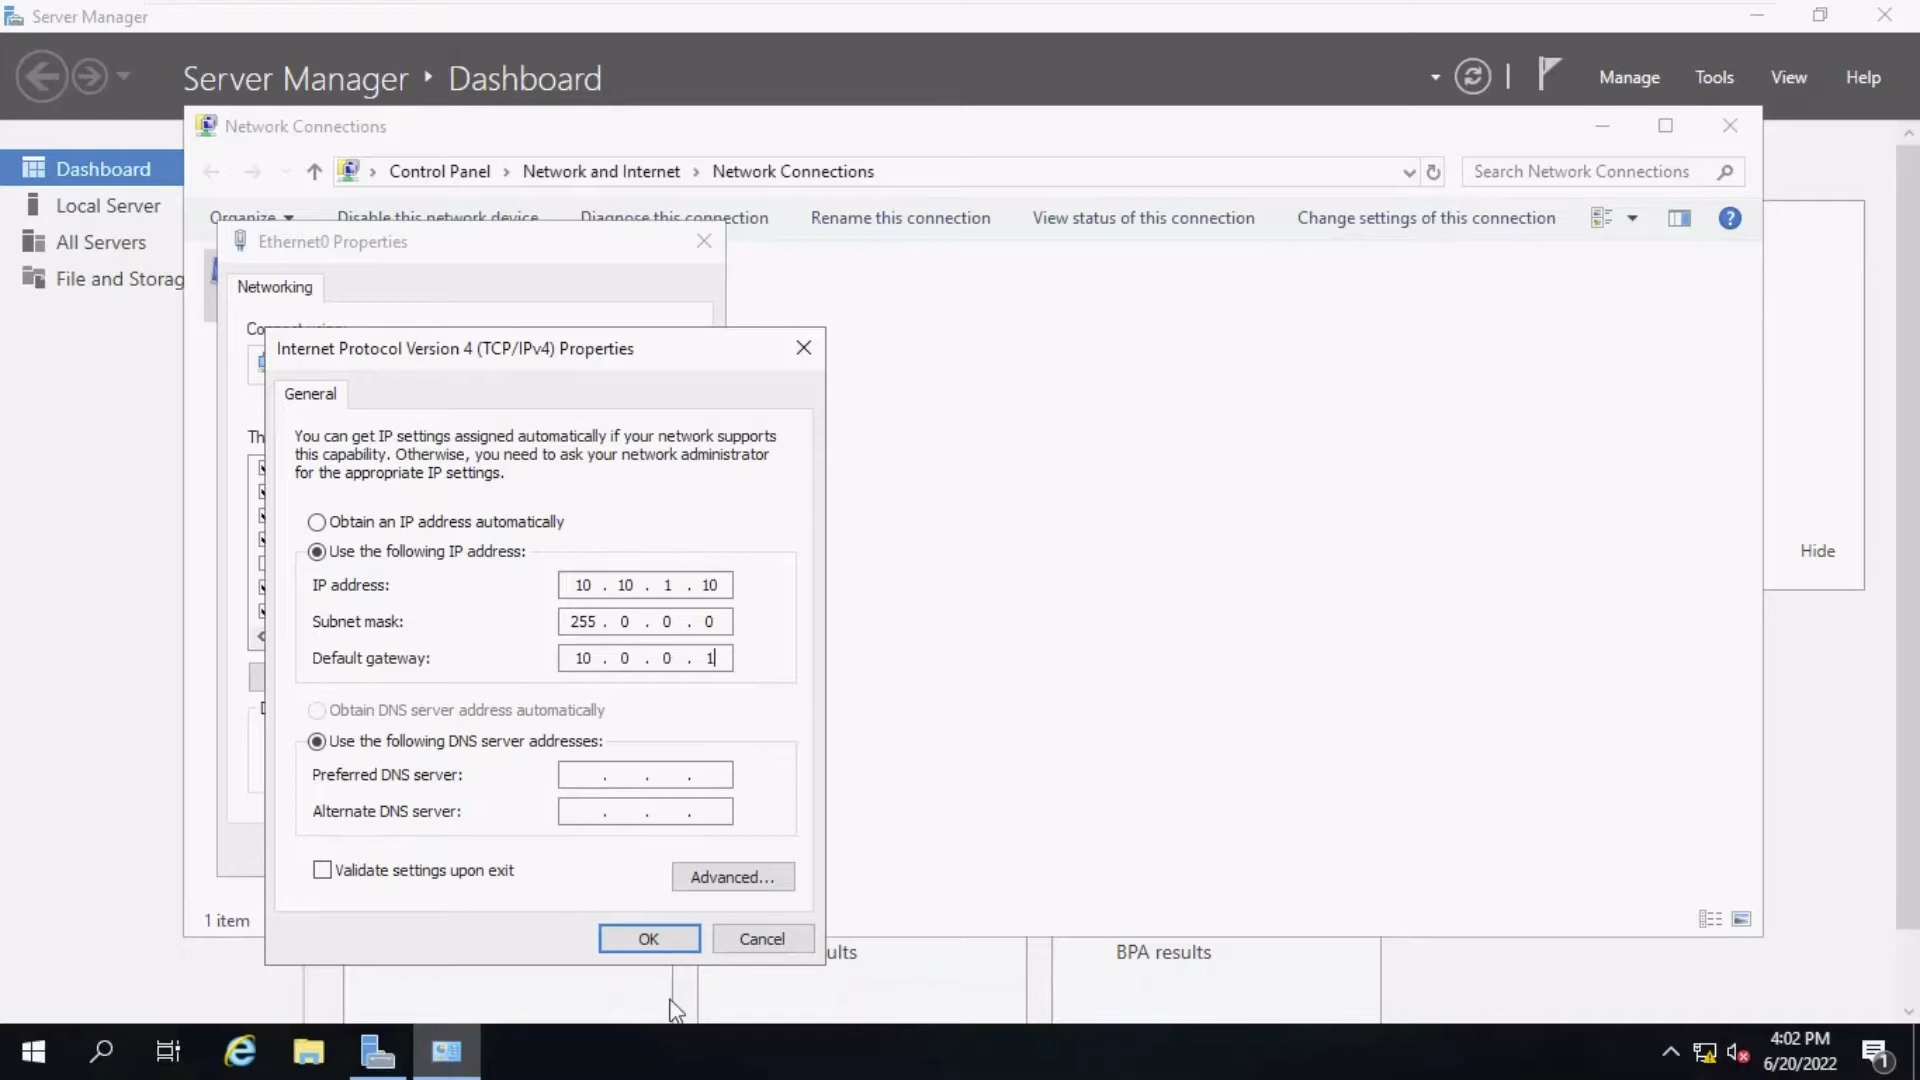 Server Manager
Server Manager
Dashboard
Manage
Tools
View
Help
Network Connections
Dashboard
Local Server
All Servers
File and Storag
Control Panel
Network and Internet
Network Connections
Search Network Connections
Organize
Disable this network device
Diagnose this connection
Rename this connection
View status of this connection
Change settings of this connection
Ethernet0 Properties
Networking
Internet Protocol Version 4 (TCP/IPv4) Properties
General
Th
You can get IP settings assigned automatically if your network supports
this capability. Otherwise, you need to ask your network administrator
for the appropriate IP settings.
Obtain an IP address automatically
Use the following IP address:
IP address:
10 . 10 . 1 . 10
Subnet mask:
255 . 0 . 0 . 0
Default gateway:
10 . 0 . 0 . 1
Obtain DNS server address automatically
Use the following DNS server addresses:
Preferred DNS server:
. . .
Alternate DNS server:
. . .
Validate settings upon exit
Advanced...
OK
Cancel
Hide
1 item
ults
BPA results
4:02 PM
6/20/2022
1